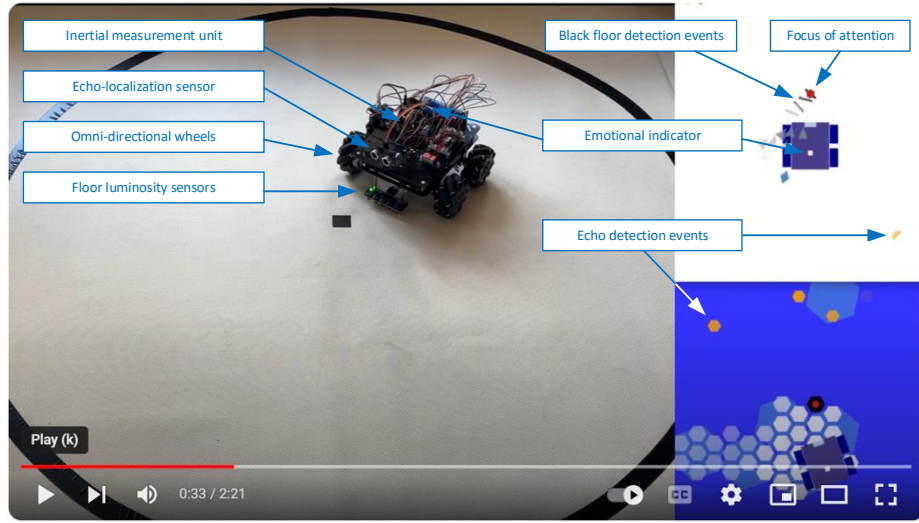 Inertial measurement unit
Echo-localization sensor
Omni-directional wheels
Floor luminosity sensors
Black floor detection events
Focus of attention
Emotional indicator
Echo detection events
Play (k)
0:33 / 2:21
CC